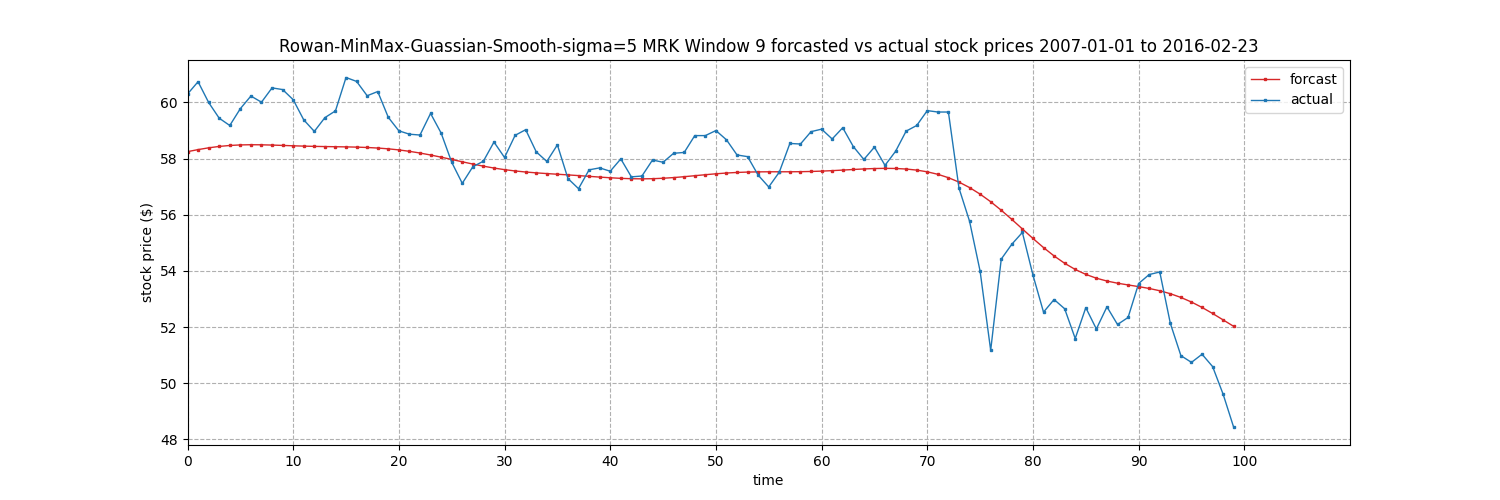 Rowan-MinMax-Guassian-Smooth-sigma=5 MRK Window 9 forcasted vs actual stock prices 2007-01-01 to 2016-02-23
forcast
actual
stock price ($)
60
58
56
54
52
50
48
0 10 20 30 40 50 60 70 80 90 100
time